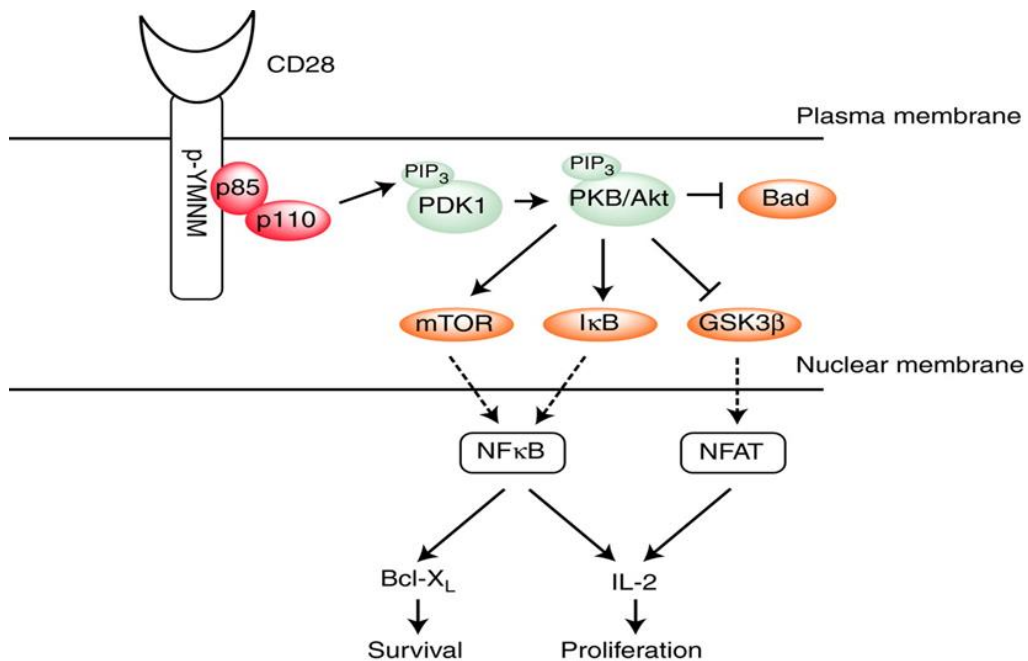 CD28
Plasma membrane
p-YMNM
p85
p110
PIP3
PDK1
PIP3
PKB/Akt
Bad
mTOR
IκB
GSK3β
Nuclear membrane
NFκB
NFAT
Bcl-XL
IL-2
Survival
Proliferation